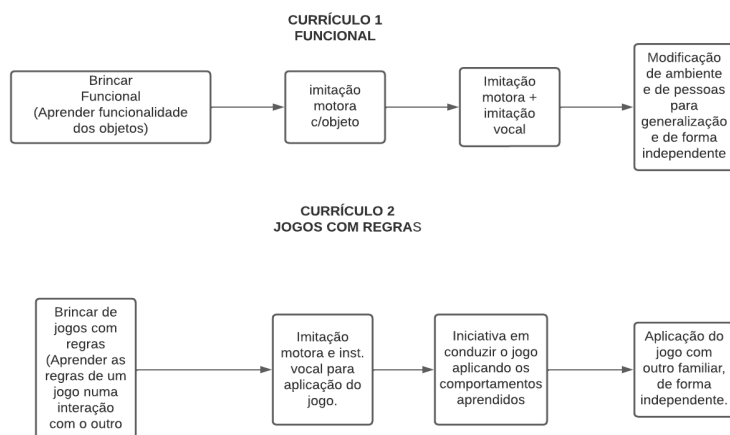 CURRÍCULO 1
FUNCIONAL
Brincar
Funcional
(Aprender funcionalidade
dos objetos)
imitação
motora
c/objeto
Imitação
motora +
imitação
vocal
Modificação
de ambiente
e de pessoas
para
generalização
e de forma
independente
CURRÍCULO 2
JOGOS COM REGRAS
Brincar de
jogos com
regras
(Aprender as
regras de um
jogo numa
interação
com o outro
Imitação
motora e inst.
vocal para
aplicação do
jogo.
Iniciativa em
conduzir o jogo
aplicando os
comportamentos
aprendidos
Aplicação do
jogo com
outro familiar,
de forma
independente.